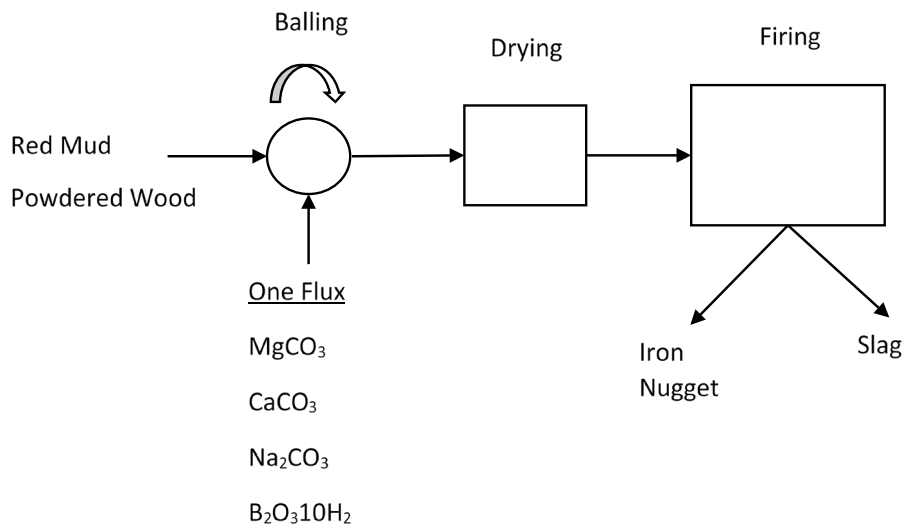 Balling
Drying
Firing
Red Mud
Powdered Wood
One Flux
MgCO₃
CaCO₃
Na₂CO₃
B₂O₃10H₂
Iron
Nugget
Slag